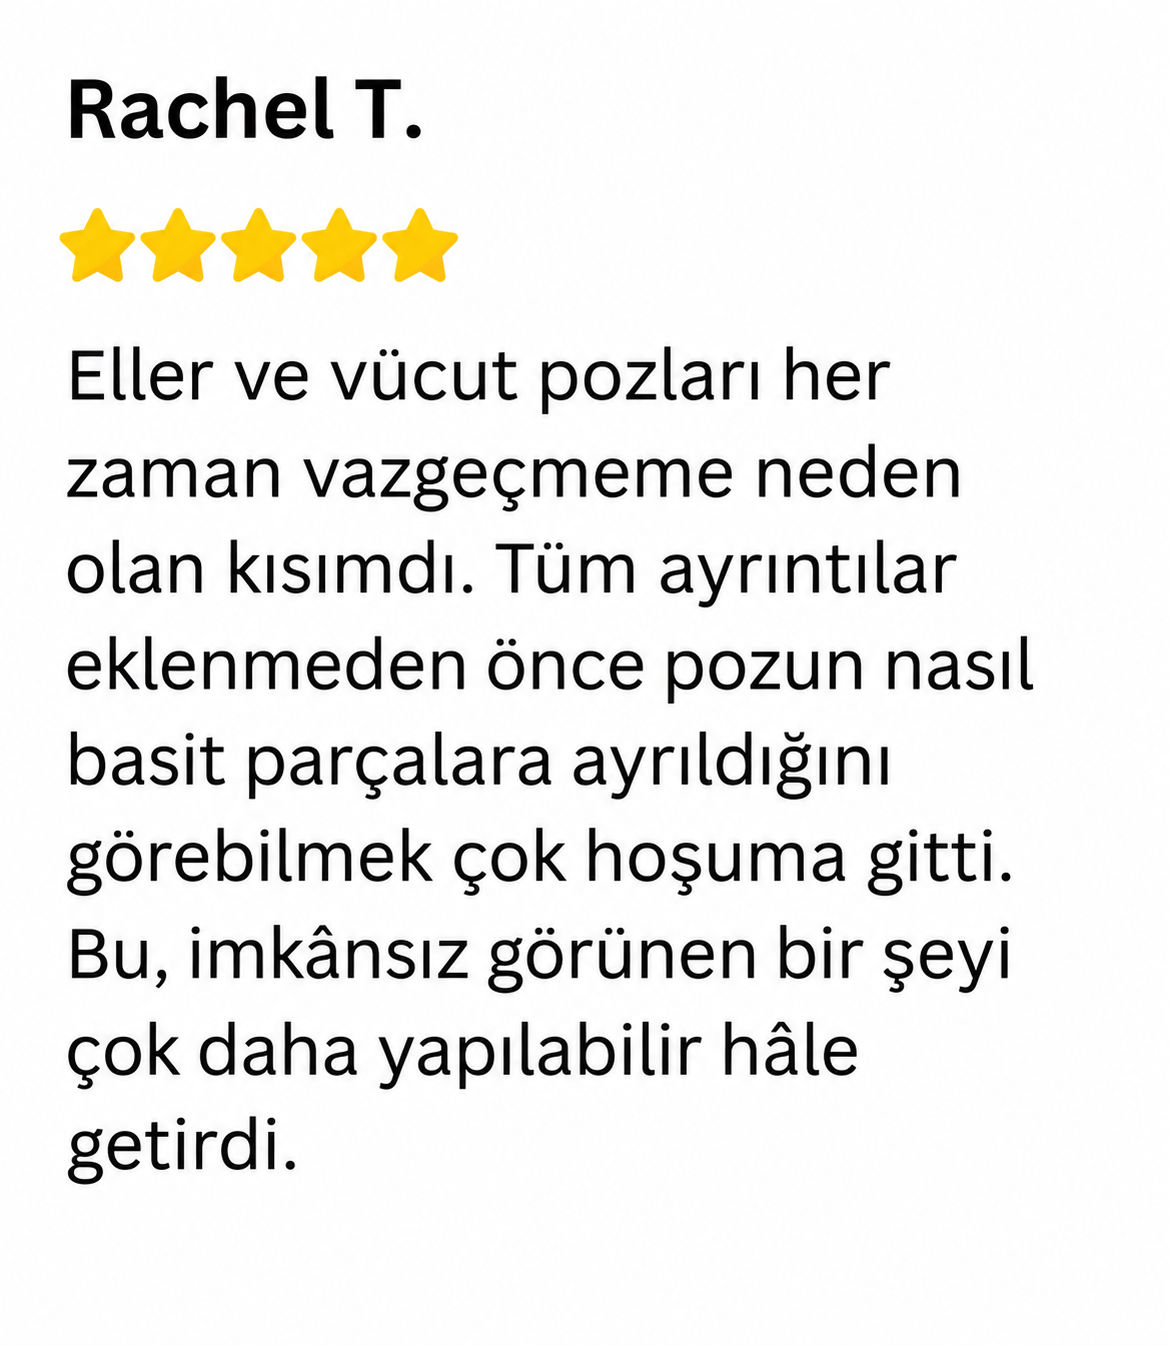 Rachel T.
Eller ve vücut pozları her
zaman vazgeçmeme neden
olan kısımdı. Tüm ayrıntılar
eklenmeden önce pozun nasıl
basit parçalara ayrıldığını
görebilmek çok hoşuma gitti.
Bu, imkânsız görünen bir şeyi
çok daha yapılabilir hâle
getirdi.